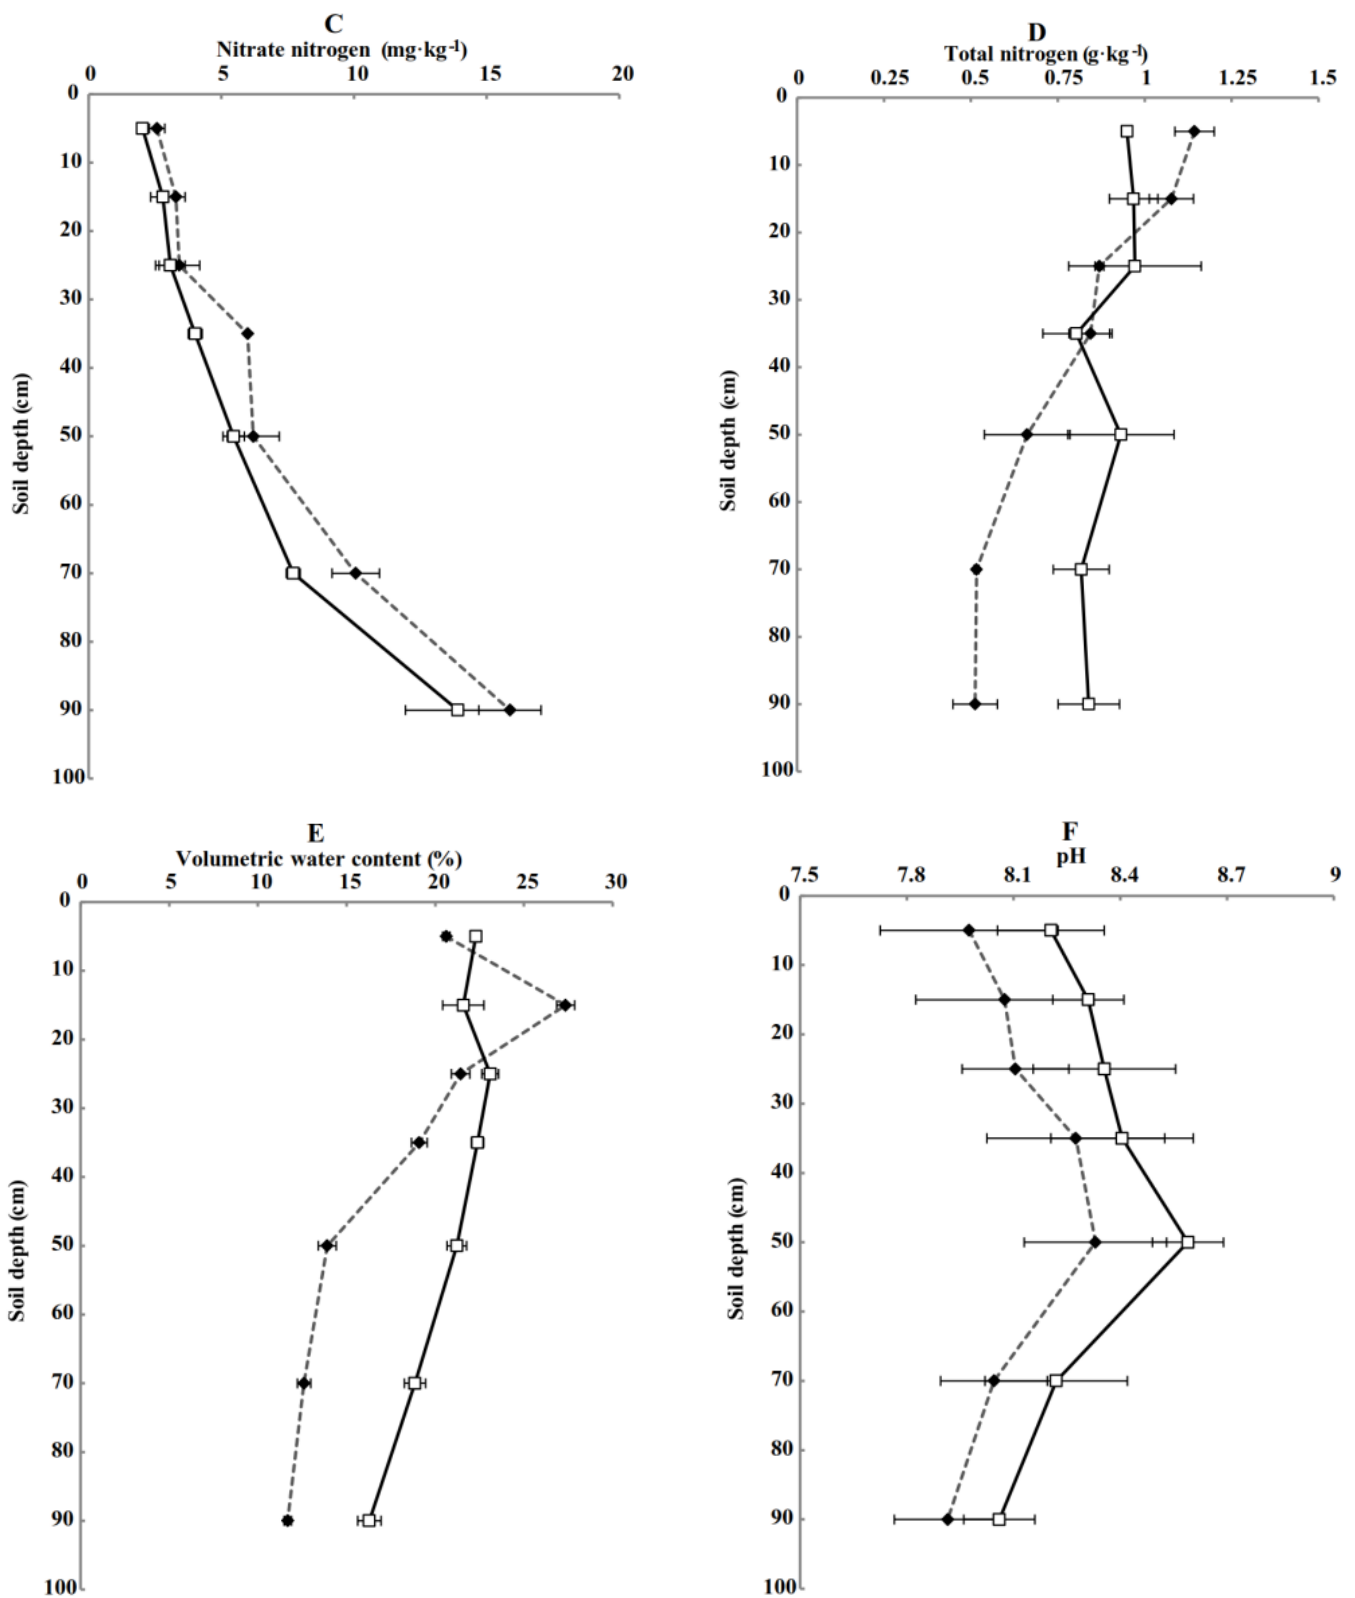 C
Nitrate nitrogen (mg·kg⁻¹)
0 5 10 15 20
0
10
20
30
40
50
60
70
80
90
100
Soil depth (cm)
D
Total nitrogen (g·kg⁻¹)
0 0.25 0.5 0.75 1 1.25 1.5
0
10
20
30
40
50
60
70
80
90
100
Soil depth (cm)
E
Volumetric water content (%)
0 5 10 15 20 25 30
0
10
20
30
40
50
60
70
80
90
100
Soil depth (cm)
F
pH
7.5 7.8 8.1 8.4 8.7 9
0
10
20
30
40
50
60
70
80
90
100
Soil depth (cm)